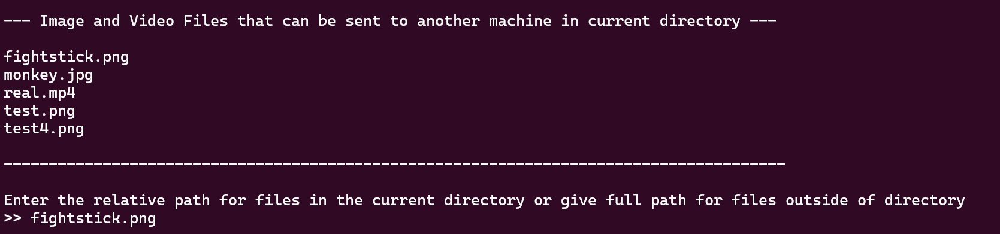 --- Image and Video Files that can be sent to another machine in current directory ---
fightstick.png
monkey.jpg
real.mp4
test.png
test4.png
---------------------------------------------------------------------------------------
Enter the relative path for files in the current directory or give full path for files outside of directory
>> fightstick.png